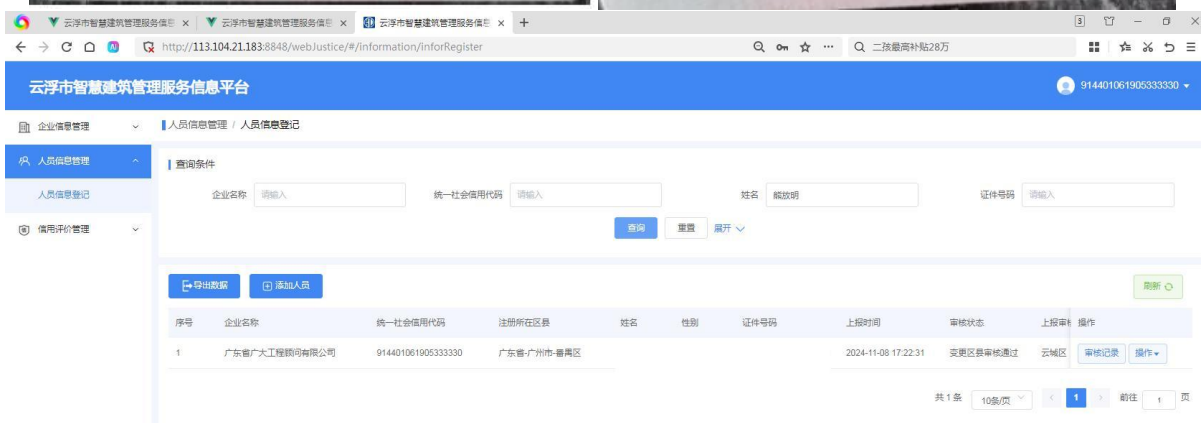 云浮市智慧建筑管理服务信息 云浮市智慧建筑管理服务信息 云浮市智慧建筑管理服务信息 3
http://113.104.21.183:8848/webJustice/#/information/inforRegister 二孩最高补贴28万
云浮市智慧建筑管理服务信息平台 914401061905333330
企业信息管理 人员信息管理 / 人员信息登记
人员信息管理 查询条件
人员信息登记 企业名称 请输入 统一社会信用代码 请输入 姓名 熊放明 证件号码 请输入
信用评价管理 查询 重置 展开
导出数据 添加人员 刷新
序号 企业名称 统一社会信用代码 注册所在区县 姓名 性别 证件号码 上报时间 审核状态 上报审核 操作
1 广东省广大工程顾问有限公司 914401061905333330 广东省-广州市-番禺区 2024-11-08 17:22:31 变更区县审核通过 云城区 审核记录 操作
共 1 条 10条/页 1 前往 1 页